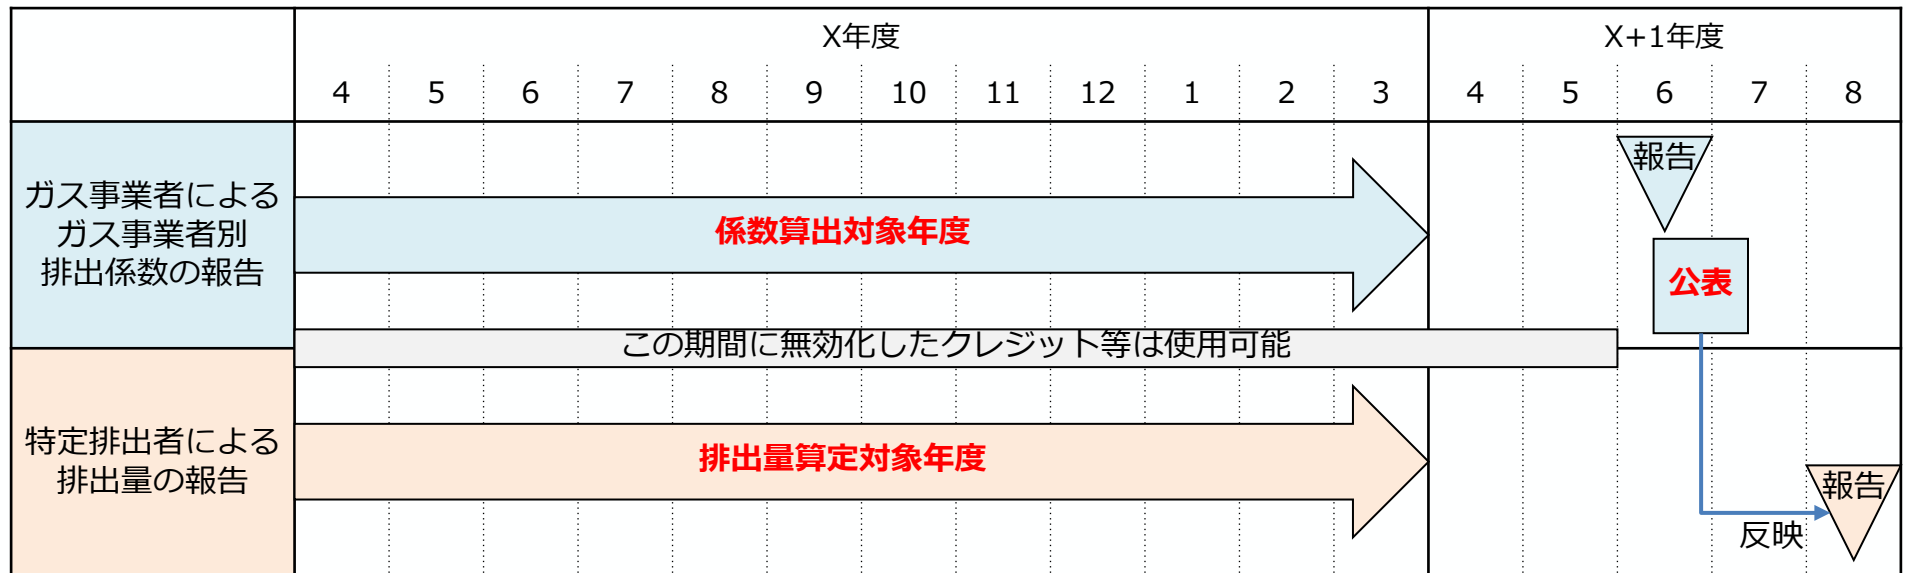 X年度
X+1年度
4 5 6 7 8 9 10 11 12 1 2 3 4 5 6 7 8
ガス事業者による
ガス事業者別
排出係数の報告
係数算出対象年度
報告
公表
この期間に無効化したクレジット等は使用可能
特定排出者による
排出量の報告
排出量算定対象年度
報告
反映